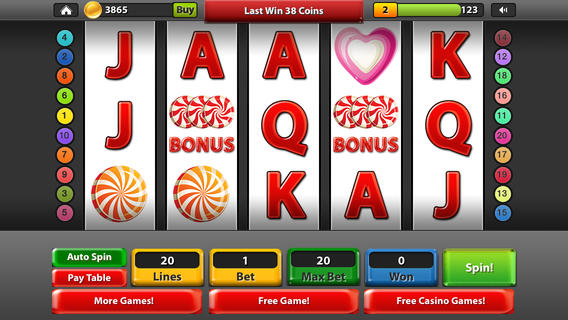 3865 Buy Last Win 38 Coins 2 123
4 J A A K 14
2 18
8 11
6 16
1 J BONUS Q BONUS Q 21
10 20
7 17
9 19
3 K A J 13
5 15
Auto Spin 20 1 20 0 Spin!
Pay Table Lines Bet Max Bet Won
More Games! Free Game! Free Casino Games!